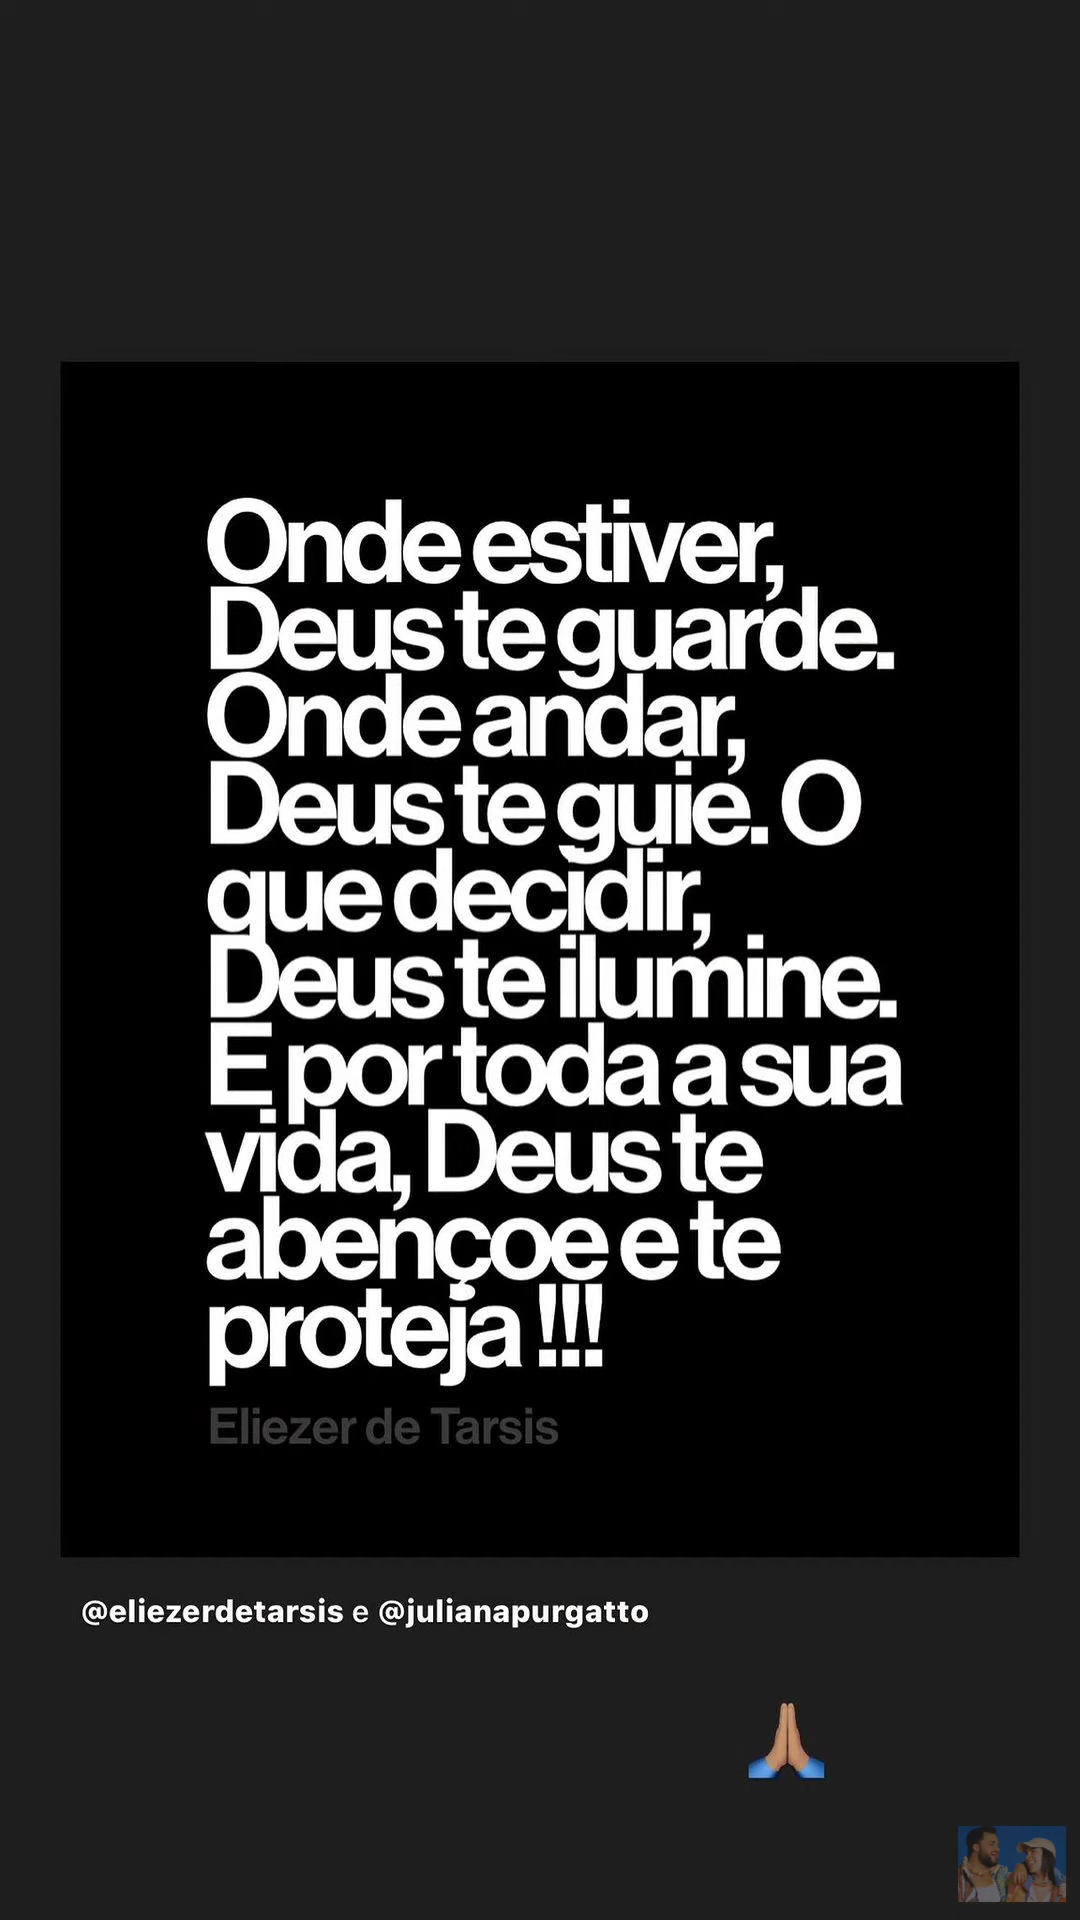 Onde estiver,
Deus te guarde.
Onde andar,
Deus te guie. O
que decidir,
Deus te ilumine.
E por toda a sua
vida, Deus te
abençoe e te
proteja !!!
Eliezer de Tarsis
@eliezerdetarsis e @julianapurgatto